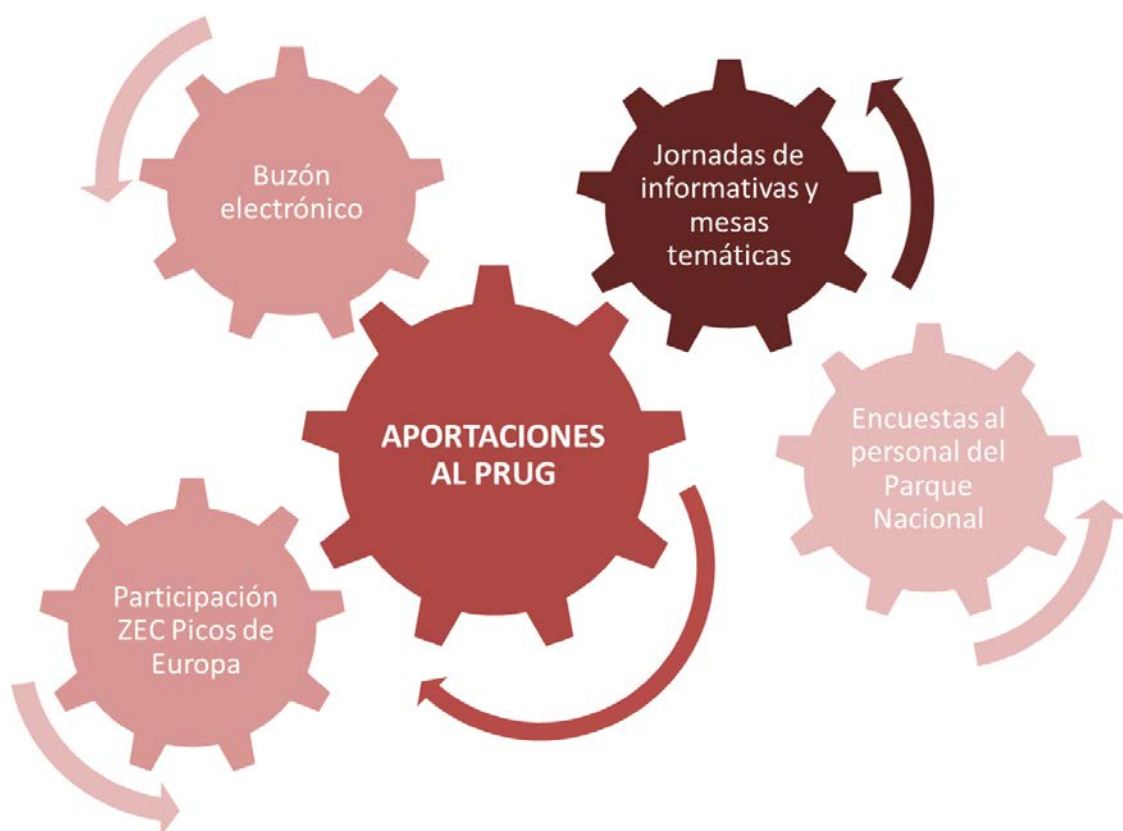 Buzón
electrónico
Jornadas de
informativas y
mesas
temáticas
APORTACIONES
AL PRUG
Encuestas al
personal del
Parque
Nacional
Participación
ZEC Picos de
Europa